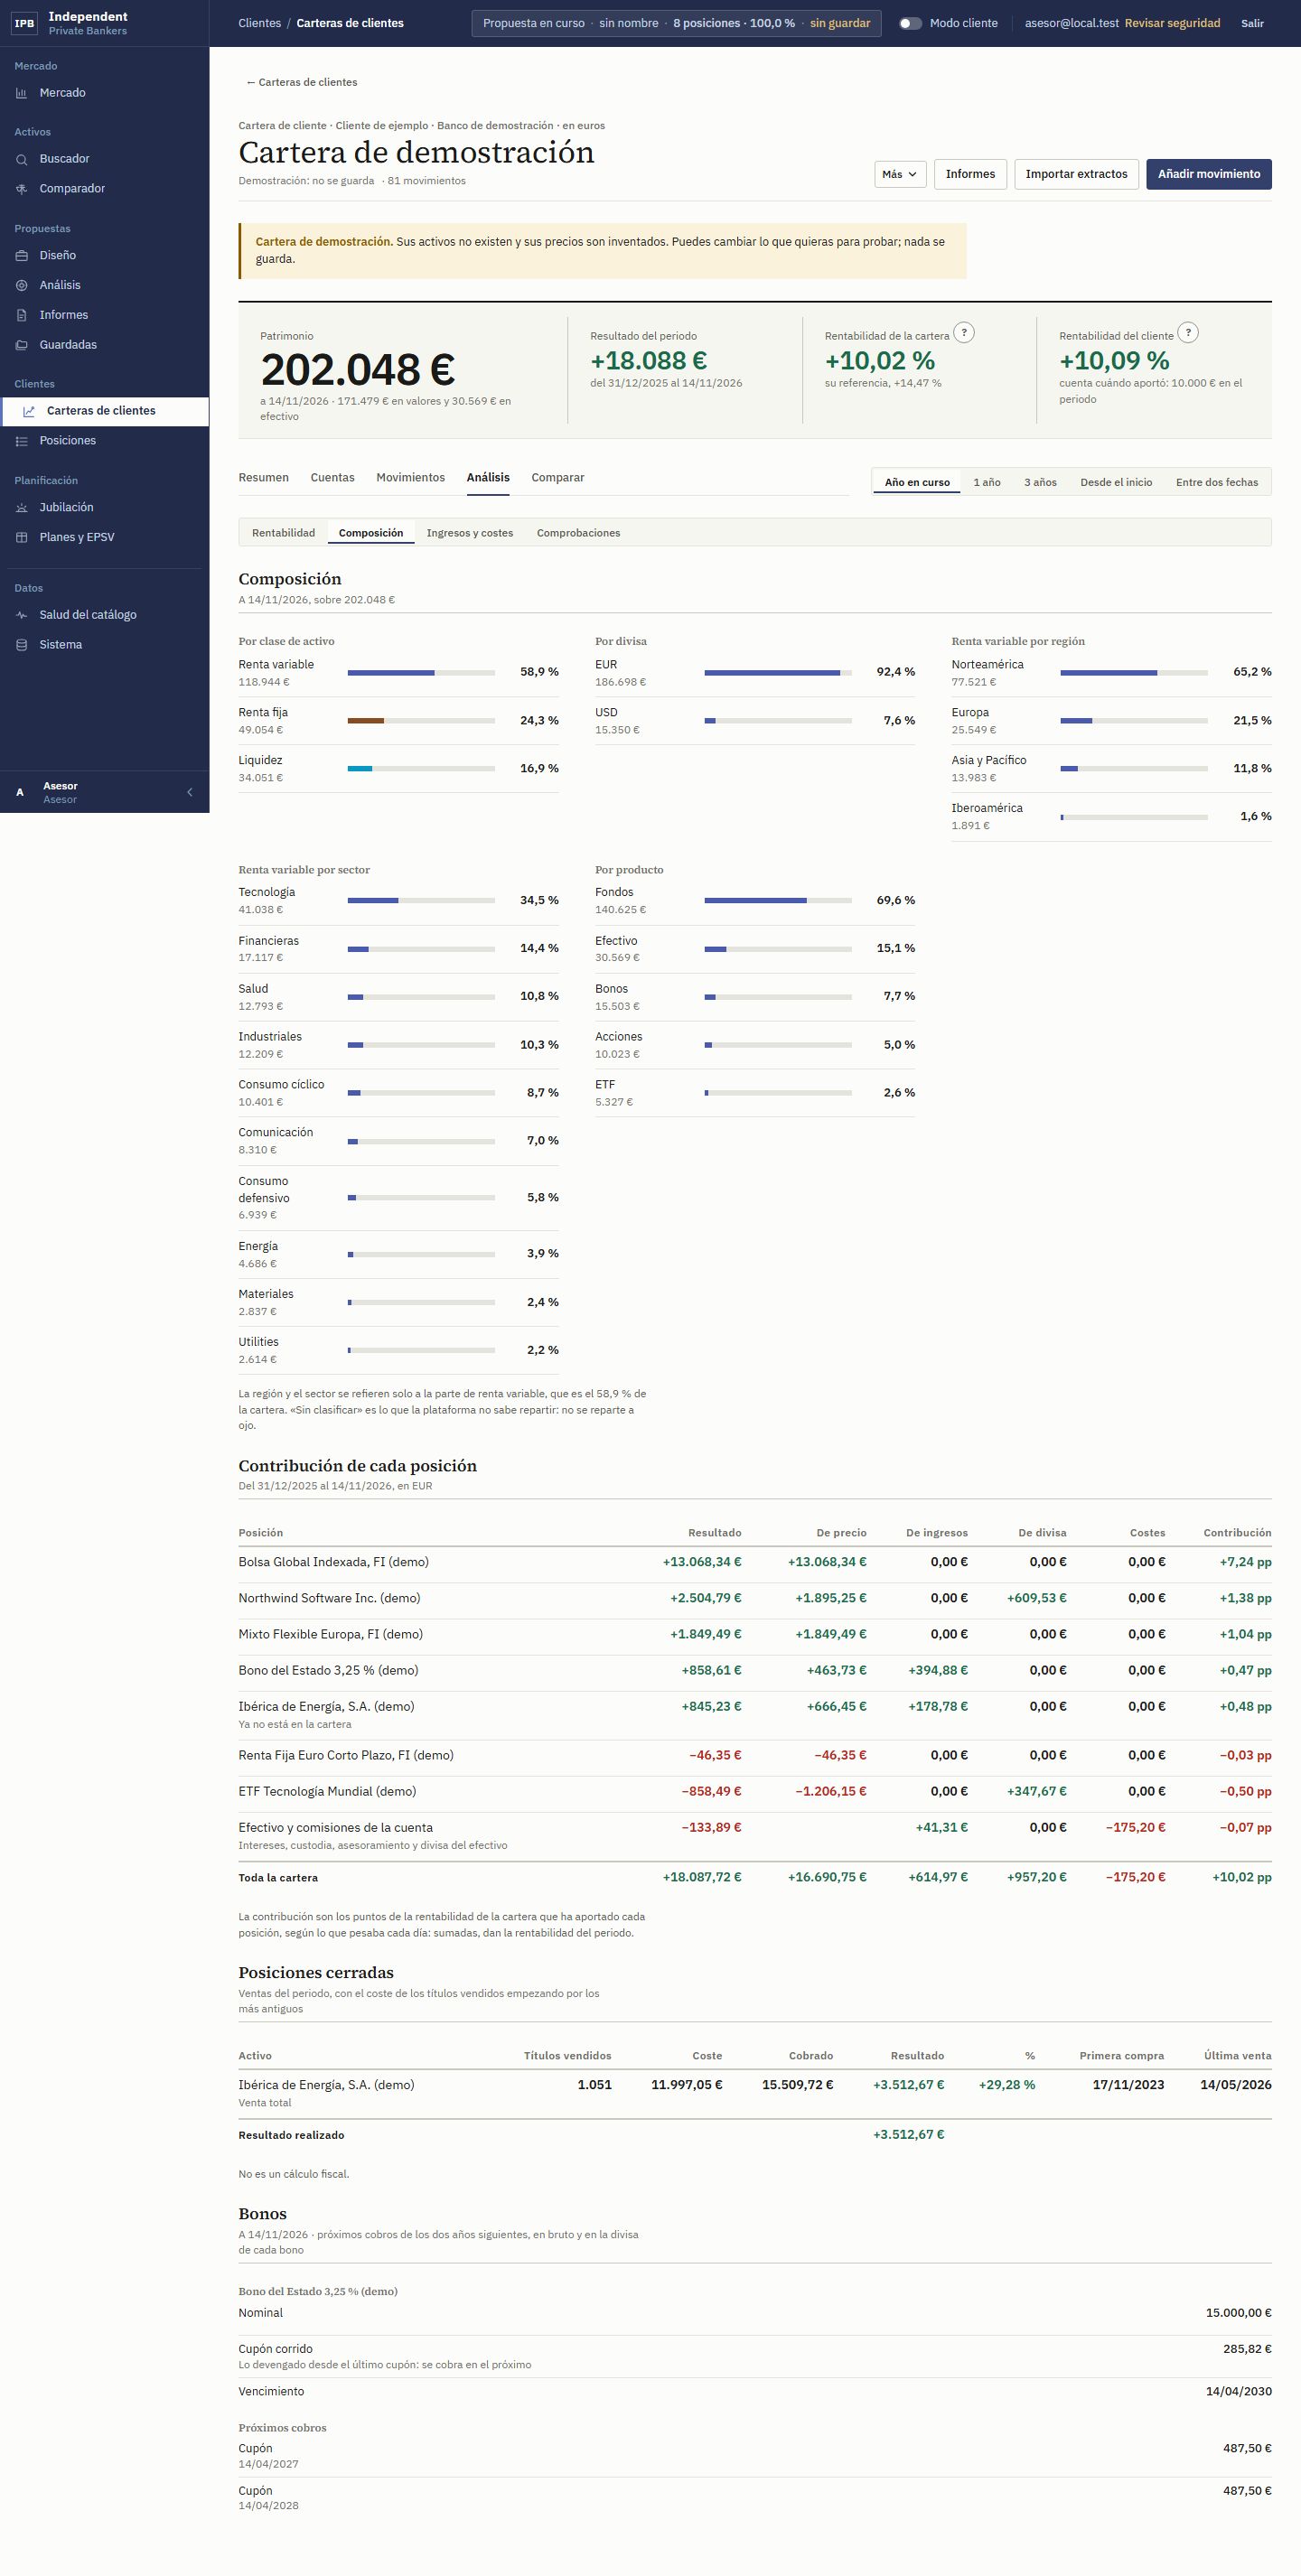 IPB
Independent
Private Bankers
Mercado
Mercado
Activos
Buscador
Comparador
Propuestas
Diseño
Análisis
Informes
Guardadas
Clientes
Carteras de clientes
Posiciones
Planificación
Jubilación
Planes y EPSV
Datos
Salud del catálogo
Sistema
A
Asesor
Asesor
Clientes / Carteras de clientes
Propuesta en curso · sin nombre · 8 posiciones · 100,0 % · sin guardar
Modo cliente
asesor@local.test Revisar seguridad
Salir
← Carteras de clientes
Cartera de cliente · Cliente de ejemplo · Banco de demostración · en euros
Cartera de demostración
Demostración: no se guarda · 81 movimientos
Más
Informes
Importar extractos
Añadir movimiento
Cartera de demostración. Sus activos no existen y sus precios son inventados. Puedes cambiar lo que quieras para probar; nada se
guarda.
Patrimonio
202.048 €
a 14/11/2026 · 171.479 € en valores y 30.569 € en
efectivo
Resultado del periodo
+18.088 €
del 31/12/2025 al 14/11/2026
Rentabilidad de la cartera ?
+10,02 %
su referencia, +14,47 %
Rentabilidad del cliente ?
+10,09 %
cuenta cuándo aportó: 10.000 € en el
periodo
Resumen Cuentas Movimientos Análisis Comparar
Año en curso 1 año 3 años Desde el inicio Entre dos fechas
Rentabilidad Composición Ingresos y costes Comprobaciones
Composición
A 14/11/2026, sobre 202.048 €
Por clase de activo
Renta variable 58,9 %
118.944 €
Renta fija 24,3 %
49.054 €
Liquidez 16,9 %
34.051 €
Por divisa
EUR 92,4 %
186.698 €
USD 7,6 %
15.350 €
Renta variable por región
Norteamérica 65,2 %
77.521 €
Europa 21,5 %
25.549 €
Asia y Pacífico 11,8 %
13.983 €
Iberoamérica 1,6 %
1.891 €
Renta variable por sector
Tecnología 34,5 %
41.038 €
Financieras 14,4 %
17.117 €
Salud 10,8 %
12.793 €
Industriales 10,3 %
12.209 €
Consumo cíclico 8,7 %
10.401 €
Comunicación 7,0 %
8.310 €
Consumo
defensivo 5,8 %
6.939 €
Energía 3,9 %
4.686 €
Materiales 2,4 %
2.837 €
Utilities 2,2 %
2.614 €
Por producto
Fondos 69,6 %
140.625 €
Efectivo 15,1 %
30.569 €
Bonos 7,7 %
15.503 €
Acciones 5,0 %
10.023 €
ETF 2,6 %
5.327 €
La región y el sector se refieren solo a la parte de renta variable, que es el 58,9 % de
la cartera. «Sin clasificar» es lo que la plataforma no sabe repartir: no se reparte a
ojo.
Contribución de cada posición
Del 31/12/2025 al 14/11/2026, en EUR
Posición Resultado De precio De ingresos De divisa Costes Contribución
Bolsa Global Indexada, FI (demo) +13.068,34 € +13.068,34 € 0,00 € 0,00 € 0,00 € +7,24 pp
Northwind Software Inc. (demo) +2.504,79 € +1.895,25 € 0,00 € +609,53 € 0,00 € +1,38 pp
Mixto Flexible Europa, FI (demo) +1.849,49 € +1.849,49 € 0,00 € 0,00 € 0,00 € +1,04 pp
Bono del Estado 3,25 % (demo) +858,61 € +463,73 € +394,88 € 0,00 € 0,00 € +0,47 pp
Ibérica de Energía, S.A. (demo) +845,23 € +666,45 € +178,78 € 0,00 € 0,00 € +0,48 pp
Ya no está en la cartera
Renta Fija Euro Corto Plazo, FI (demo) −46,35 € −46,35 € 0,00 € 0,00 € 0,00 € −0,03 pp
ETF Tecnología Mundial (demo) −858,49 € −1.206,15 € 0,00 € +347,67 € 0,00 € −0,50 pp
Efectivo y comisiones de la cuenta −133,89 € +41,31 € 0,00 € −175,20 € −0,07 pp
Intereses, custodia, asesoramiento y divisa del efectivo
Toda la cartera +18.087,72 € +16.690,75 € +614,97 € +957,20 € −175,20 € +10,02 pp
La contribución son los puntos de la rentabilidad de la cartera que ha aportado cada
posición, según lo que pesaba cada día: sumadas, dan la rentabilidad del periodo.
Posiciones cerradas
Ventas del periodo, con el coste de los títulos vendidos empezando por los
más antiguos
Activo Títulos vendidos Coste Cobrado Resultado % Primera compra Última venta
Ibérica de Energía, S.A. (demo) 1.051 11.997,05 € 15.509,72 € +3.512,67 € +29,28 % 17/11/2023 14/05/2026
Venta total
Resultado realizado +3.512,67 €
No es un cálculo fiscal.
Bonos
A 14/11/2026 · próximos cobros de los dos años siguientes, en bruto y en la divisa
de cada bono
Bono del Estado 3,25 % (demo)
Nominal 15.000,00 €
Cupón corrido 285,82 €
Lo devengado desde el último cupón: se cobra en el próximo
Vencimiento 14/04/2030
Próximos cobros
Cupón 487,50 €
14/04/2027
Cupón 487,50 €
14/04/2028